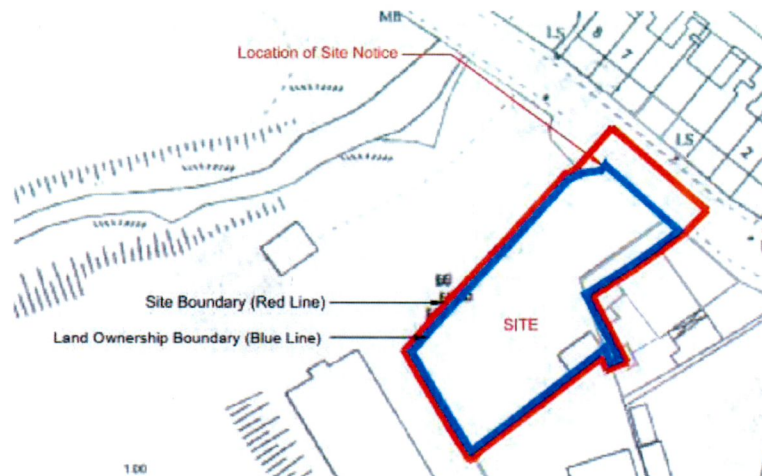 MH
LS
8
7
Location of Site Notice
LS
2
Site Boundary (Red Line)
Land Ownership Boundary (Blue Line)
SITE
1.00